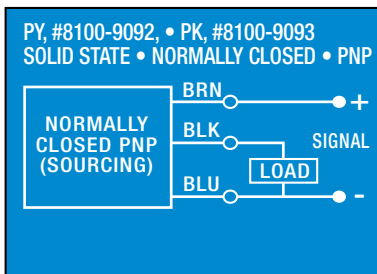 PY, #8100-9092, • PK, #8100-9093
SOLID STATE • NORMALLY CLOSED • PNP
BRN
+
NORMALLY
CLOSED PNP
(SOURCING)
BLK
SIGNAL
LOAD
BLU
-